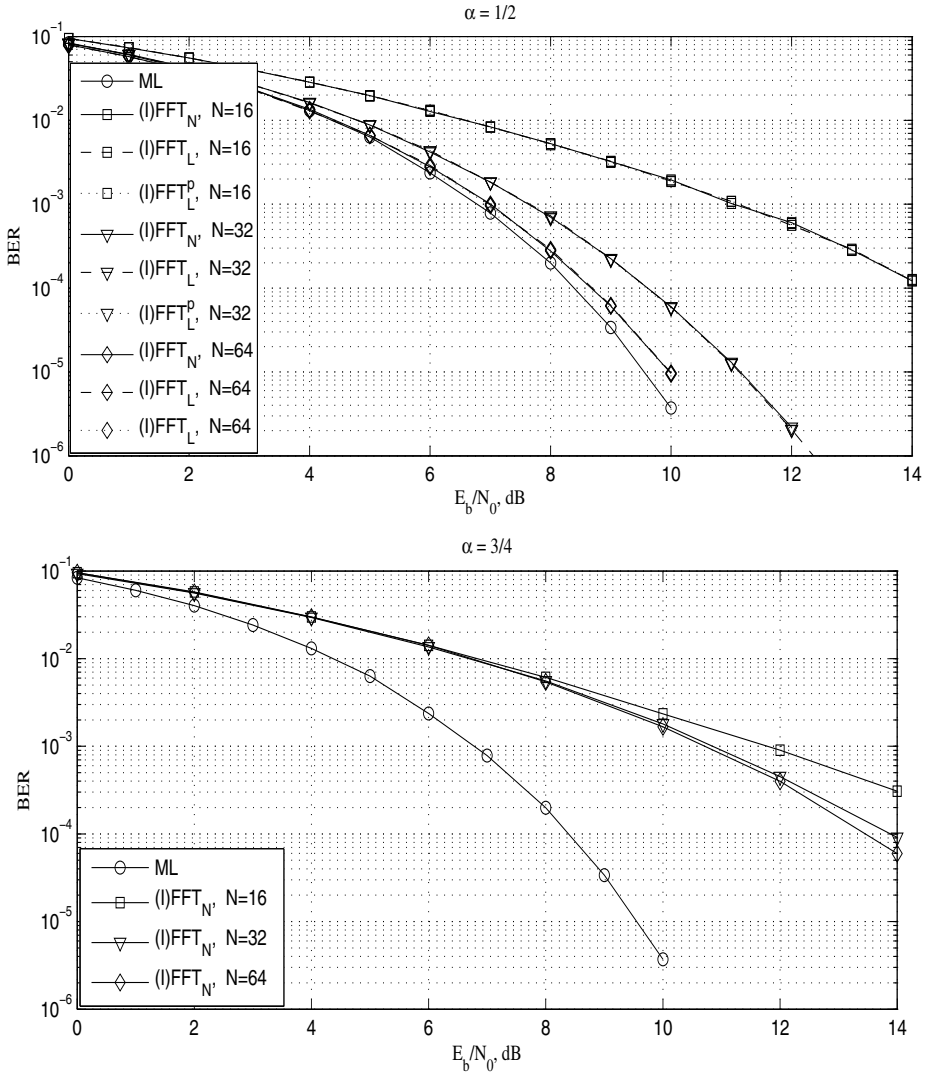 α = 1/2
10^-1
10^-2
10^-3
10^-4
10^-5
10^-6
BER
ML
(I)FFT_N, N=16
(I)FFT_L, N=16
(I)FFT_L^p, N=16
(I)FFT_N, N=32
(I)FFT_L, N=32
(I)FFT_L^p, N=32
(I)FFT_N, N=64
(I)FFT_L, N=64
(I)FFT_L, N=64
0 2 4 6 8 10 12 14
E_b/N_0, dB
α = 3/4
10^-1
10^-2
10^-3
10^-4
10^-5
10^-6
BER
ML
(I)FFT_N, N=16
(I)FFT_N, N=32
(I)FFT_N, N=64
0 2 4 6 8 10 12 14
E_b/N_0, dB